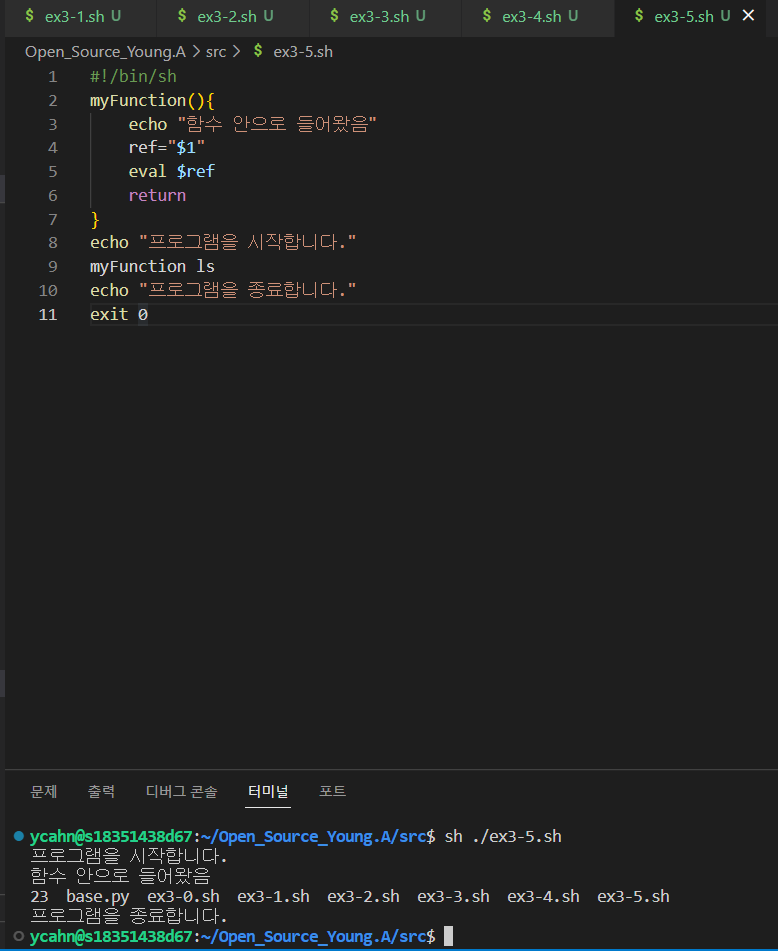 $ ex3-1.sh U $ ex3-2.sh U $ ex3-3.sh U $ ex3-4.sh U $ ex3-5.sh U ✕
Open_Source_Young.A > src > $ ex3-5.sh
1 #!/bin/sh
2 myFunction(){
3     echo "함수 안으로 들어왔음"
4     ref="$1"
5     eval $ref
6     return
7 }
8 echo "프로그램을 시작합니다."
9 myFunction ls
10 echo "프로그램을 종료합니다."
11 exit 0
문제 출력 디버그 콘솔 터미널 포트
ycahn@s18351438d67:~/Open_Source_Young.A/src$ sh ./ex3-5.sh
프로그램을 시작합니다.
함수 안으로 들어왔음
23  base.py  ex3-0.sh  ex3-1.sh  ex3-2.sh  ex3-3.sh  ex3-4.sh  ex3-5.sh
프로그램을 종료합니다.
ycahn@s18351438d67:~/Open_Source_Young.A/src$